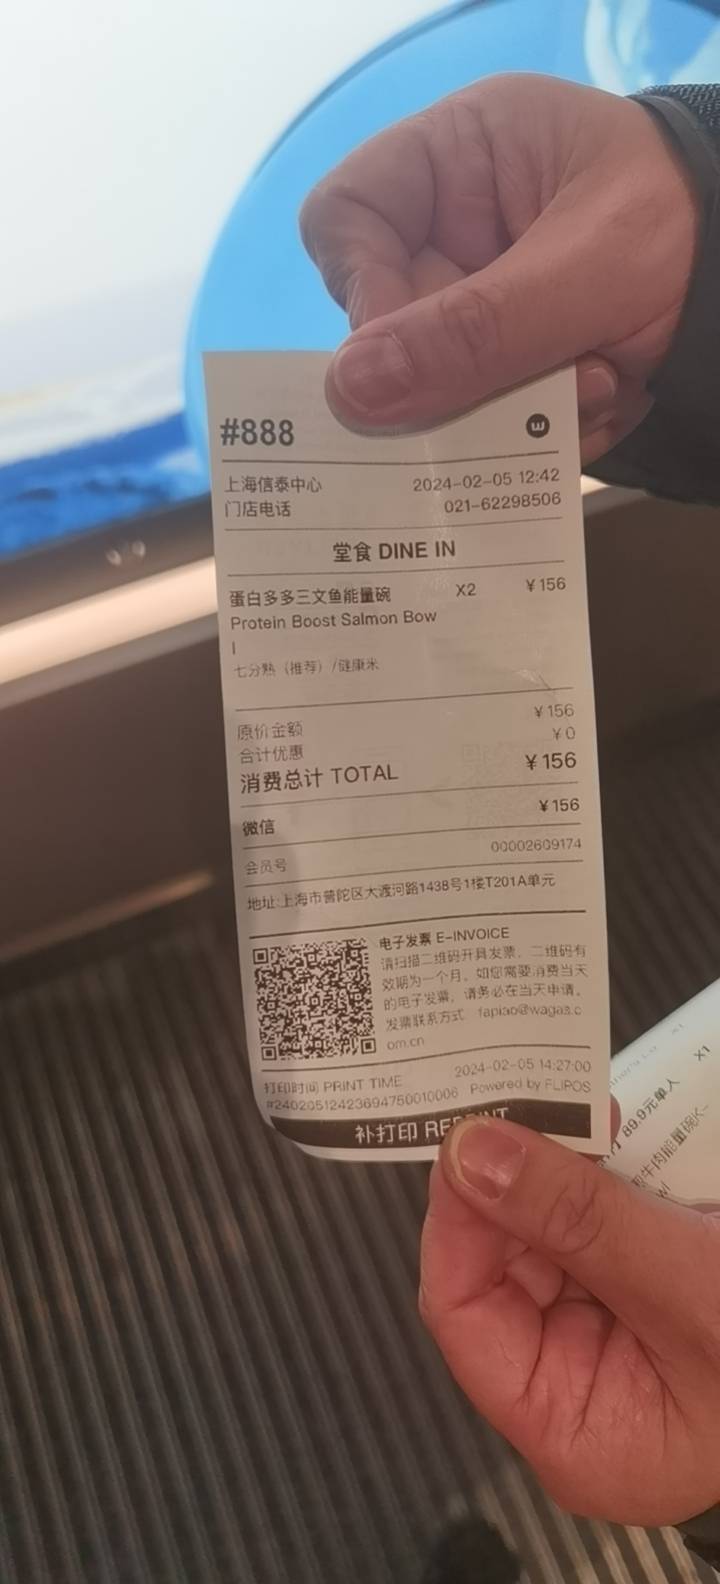 #888
上海信泰中心 2024-02-05 12:42
门店电话 021-62298506
堂食 DINE IN
蛋白多多三文鱼能量碗 X2 ¥156
Protein Boost Salmon Bow
l
七分熟（推荐）/健康米
原价金额 ¥156
合计优惠 ¥0
消费总计 TOTAL ¥156
微信 ¥156
会员号 00002609174
地址:上海市普陀区大渡河路1438号1楼T201A单元
电子发票 E-INVOICE
请扫描二维码开具发票，二维码有
效期为一个月。如您需要消费当天
的电子发票，请务必在当天申请。
发票联系方式 fapiao@wagas.c
om.cn
打印时间 PRINT TIME 2024-02-05 14:27:00
#24020512423694750010006 Powered by FLIPOS
补打印 REPRINT
X1
89.9元单人
牛肉能量碗K-
wl